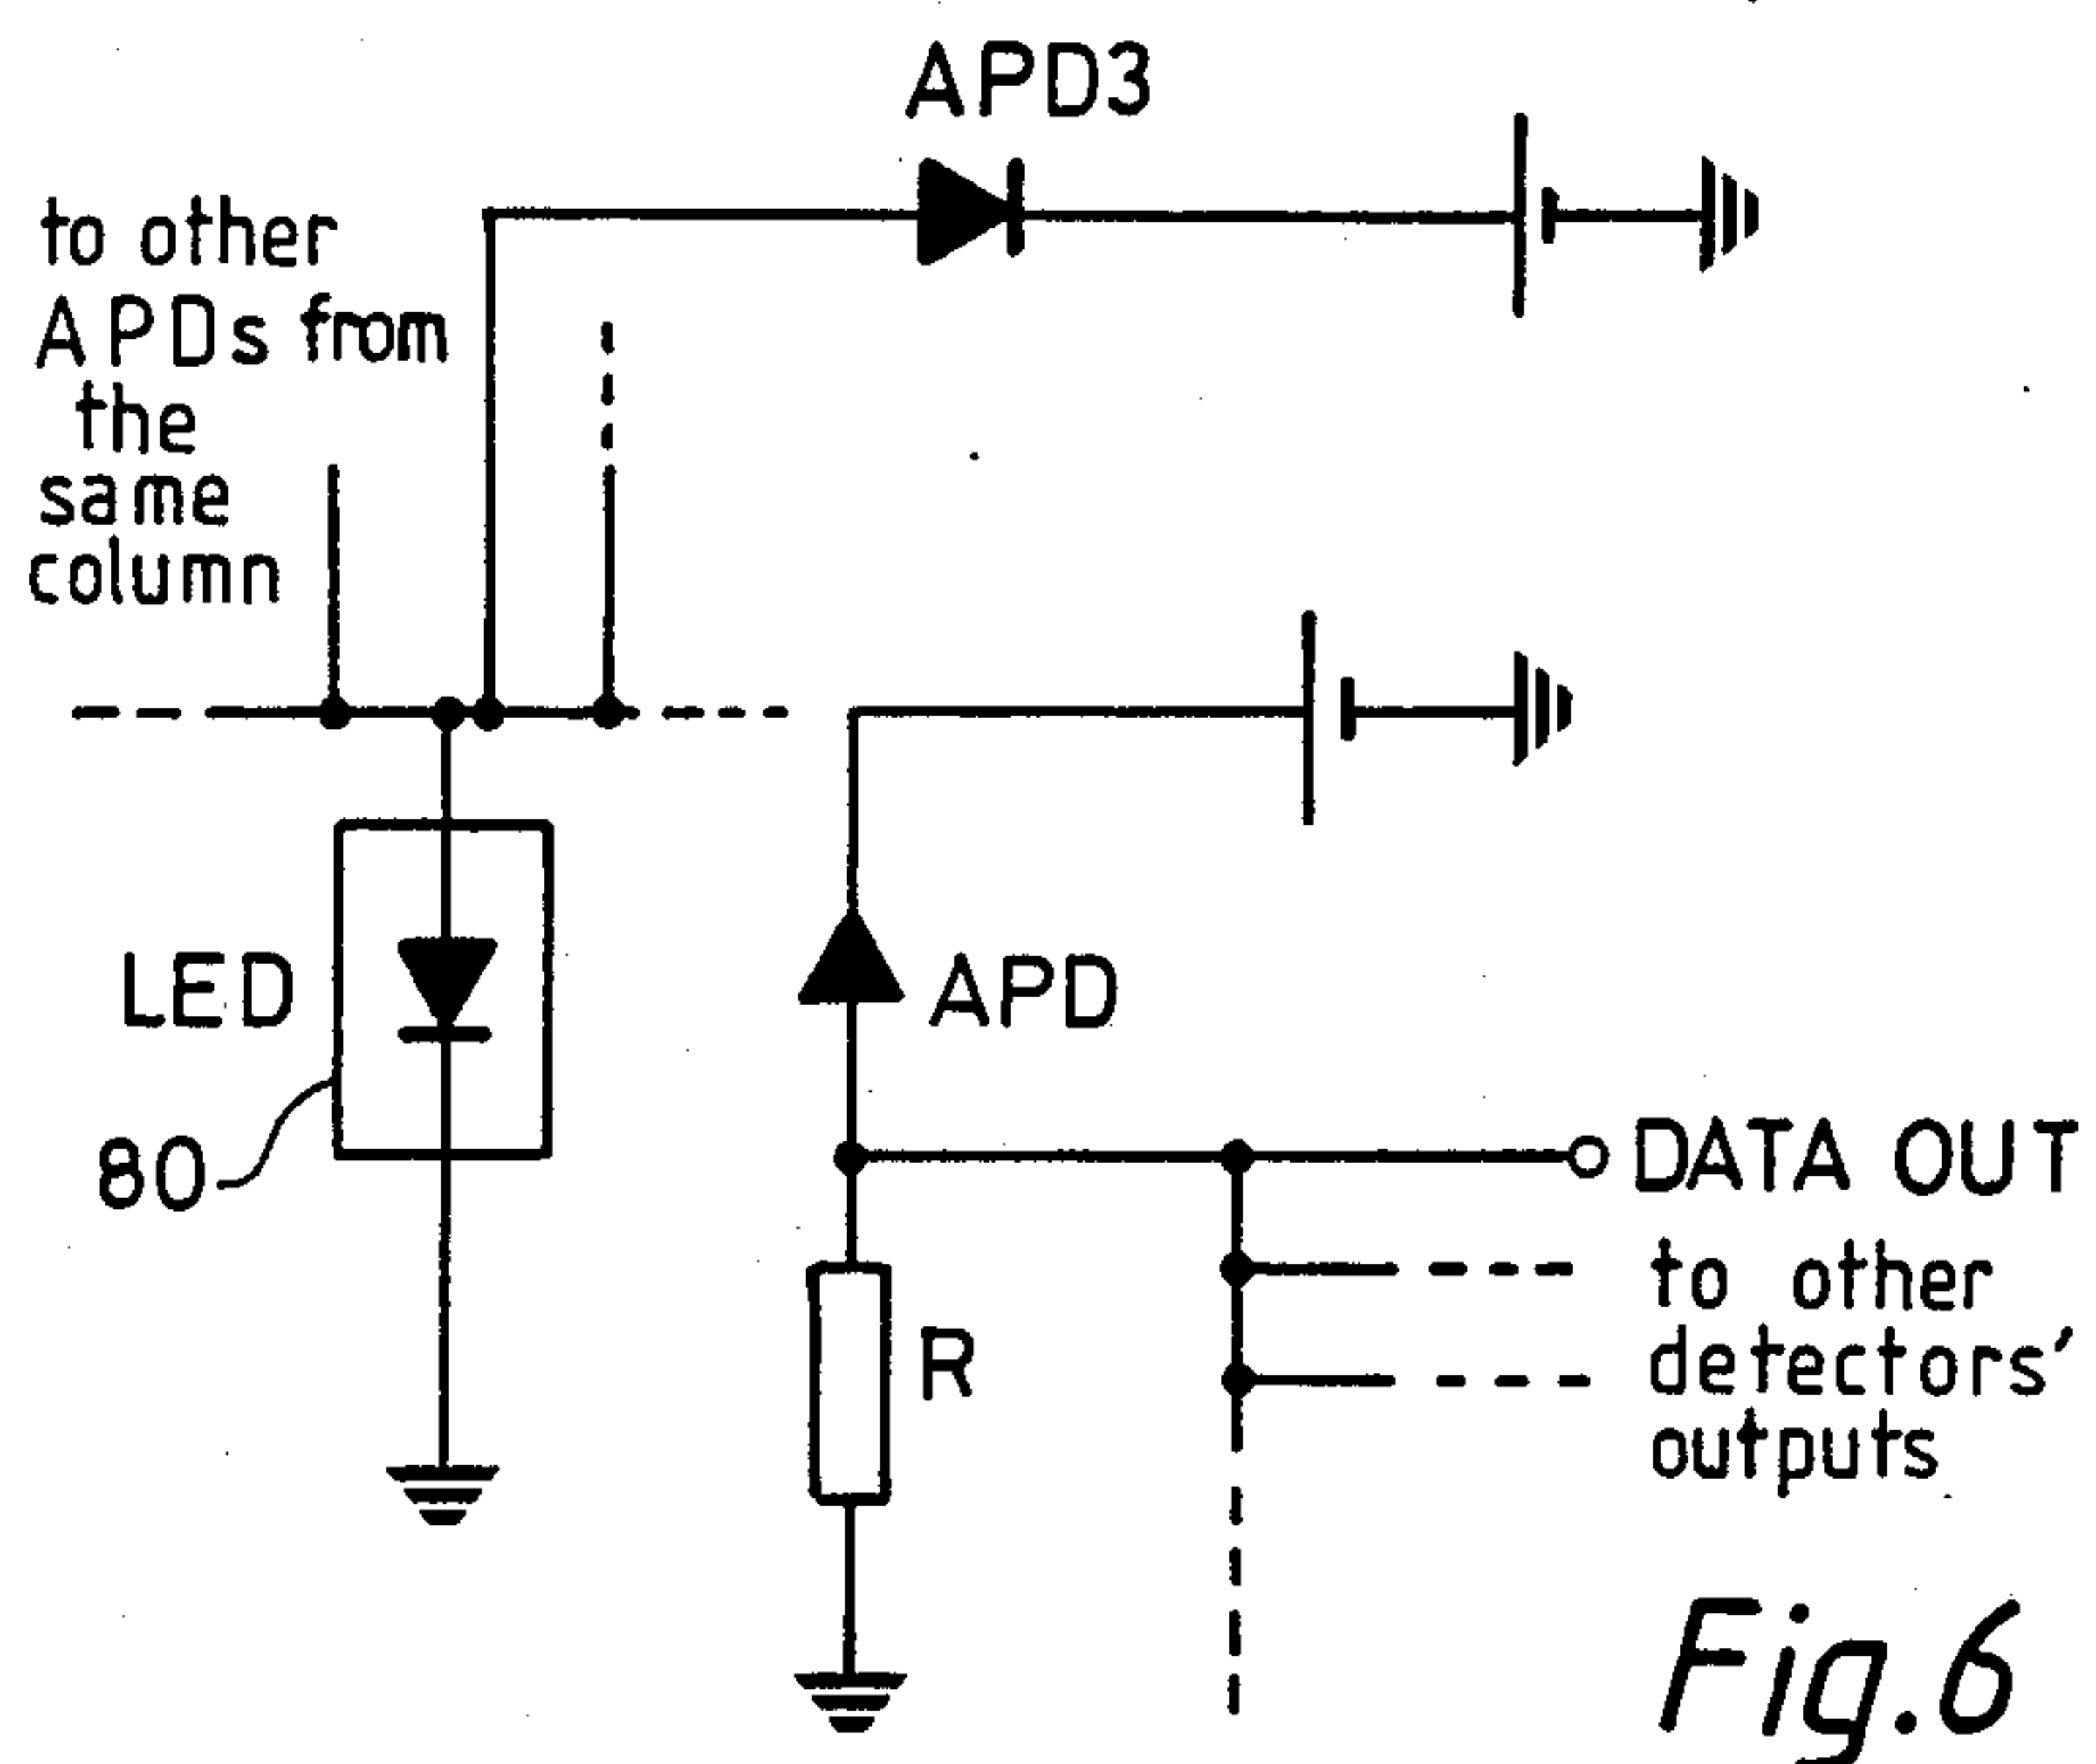 APD3
to other
APDs from
the
same
column
LED
APD
80
DATA OUT
to other
detectors'
outputs
R
Fig.6